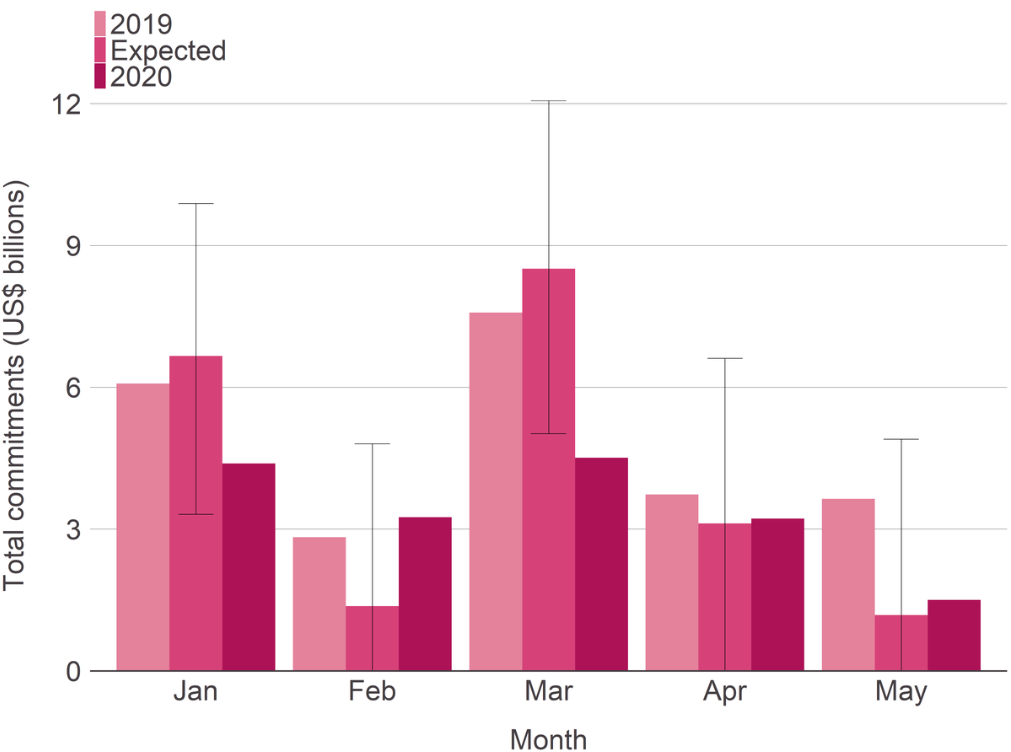 2019
Expected
2020
Total commitments (US$ billions)
12
9
6
3
0
Jan Feb Mar Apr May
Month